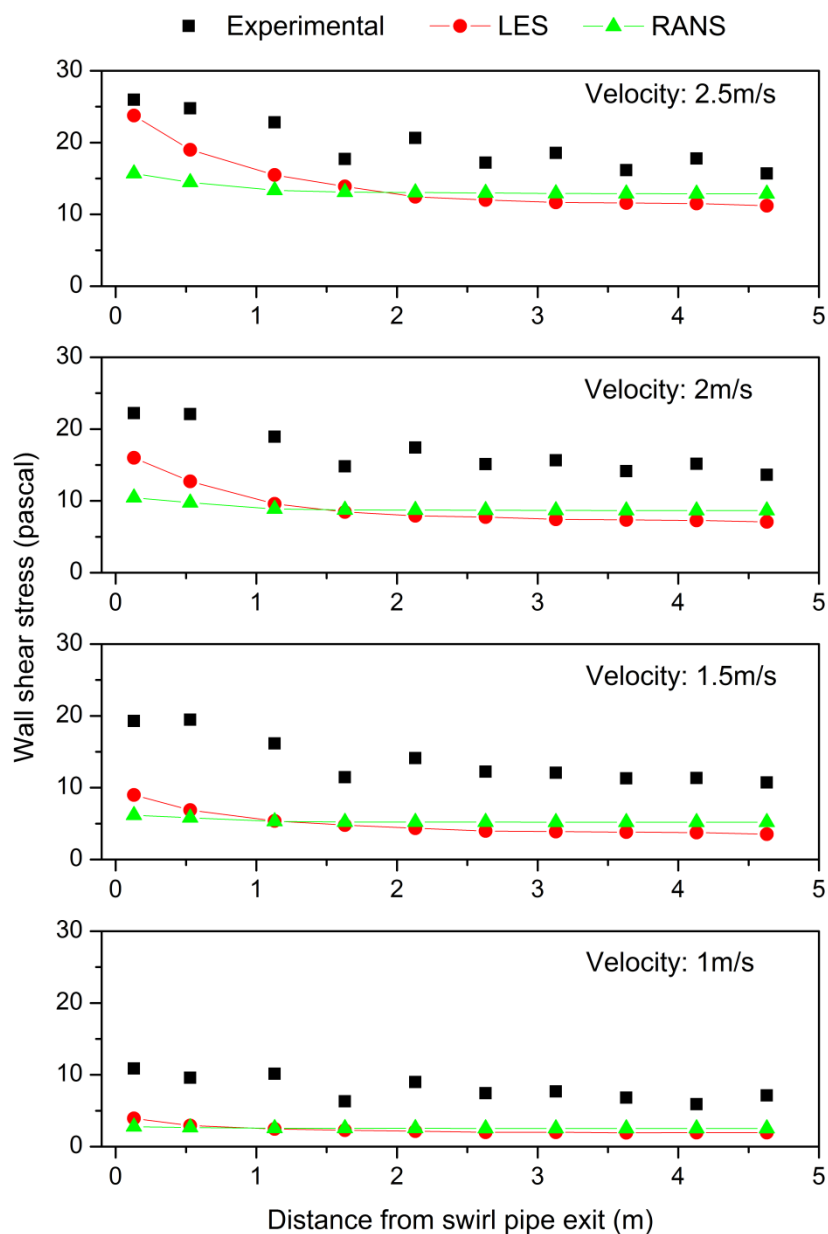 Experimental LES RANS
30
Velocity: 2.5m/s
20
10
0
0 1 2 3 4 5
30
Velocity: 2m/s
20
10
0
0 1 2 3 4 5
Wall shear stress (pascal)
30
Velocity: 1.5m/s
20
10
0
0 1 2 3 4 5
30
Velocity: 1m/s
20
10
0
0 1 2 3 4 5
Distance from swirl pipe exit (m)